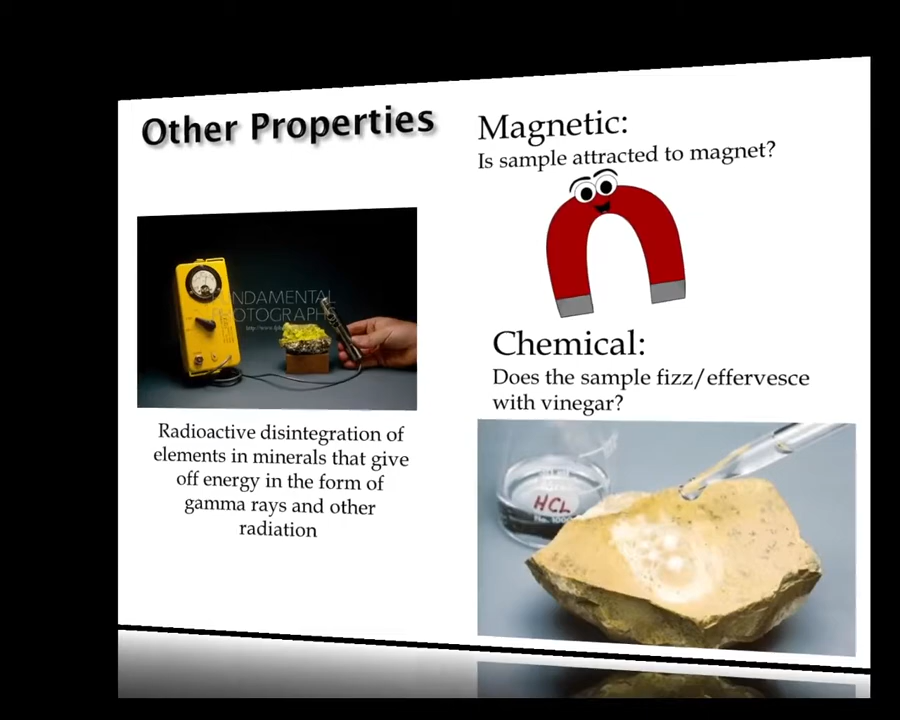 Other Properties
FUNDAMENTAL
PHOTOGRAPHS
Radioactive disintegration of
elements in minerals that give
off energy in the form of
gamma rays and other
radiation
Magnetic:
Is sample attracted to magnet?
Chemical:
Does the sample fizz/effervesce
with vinegar?
HCL